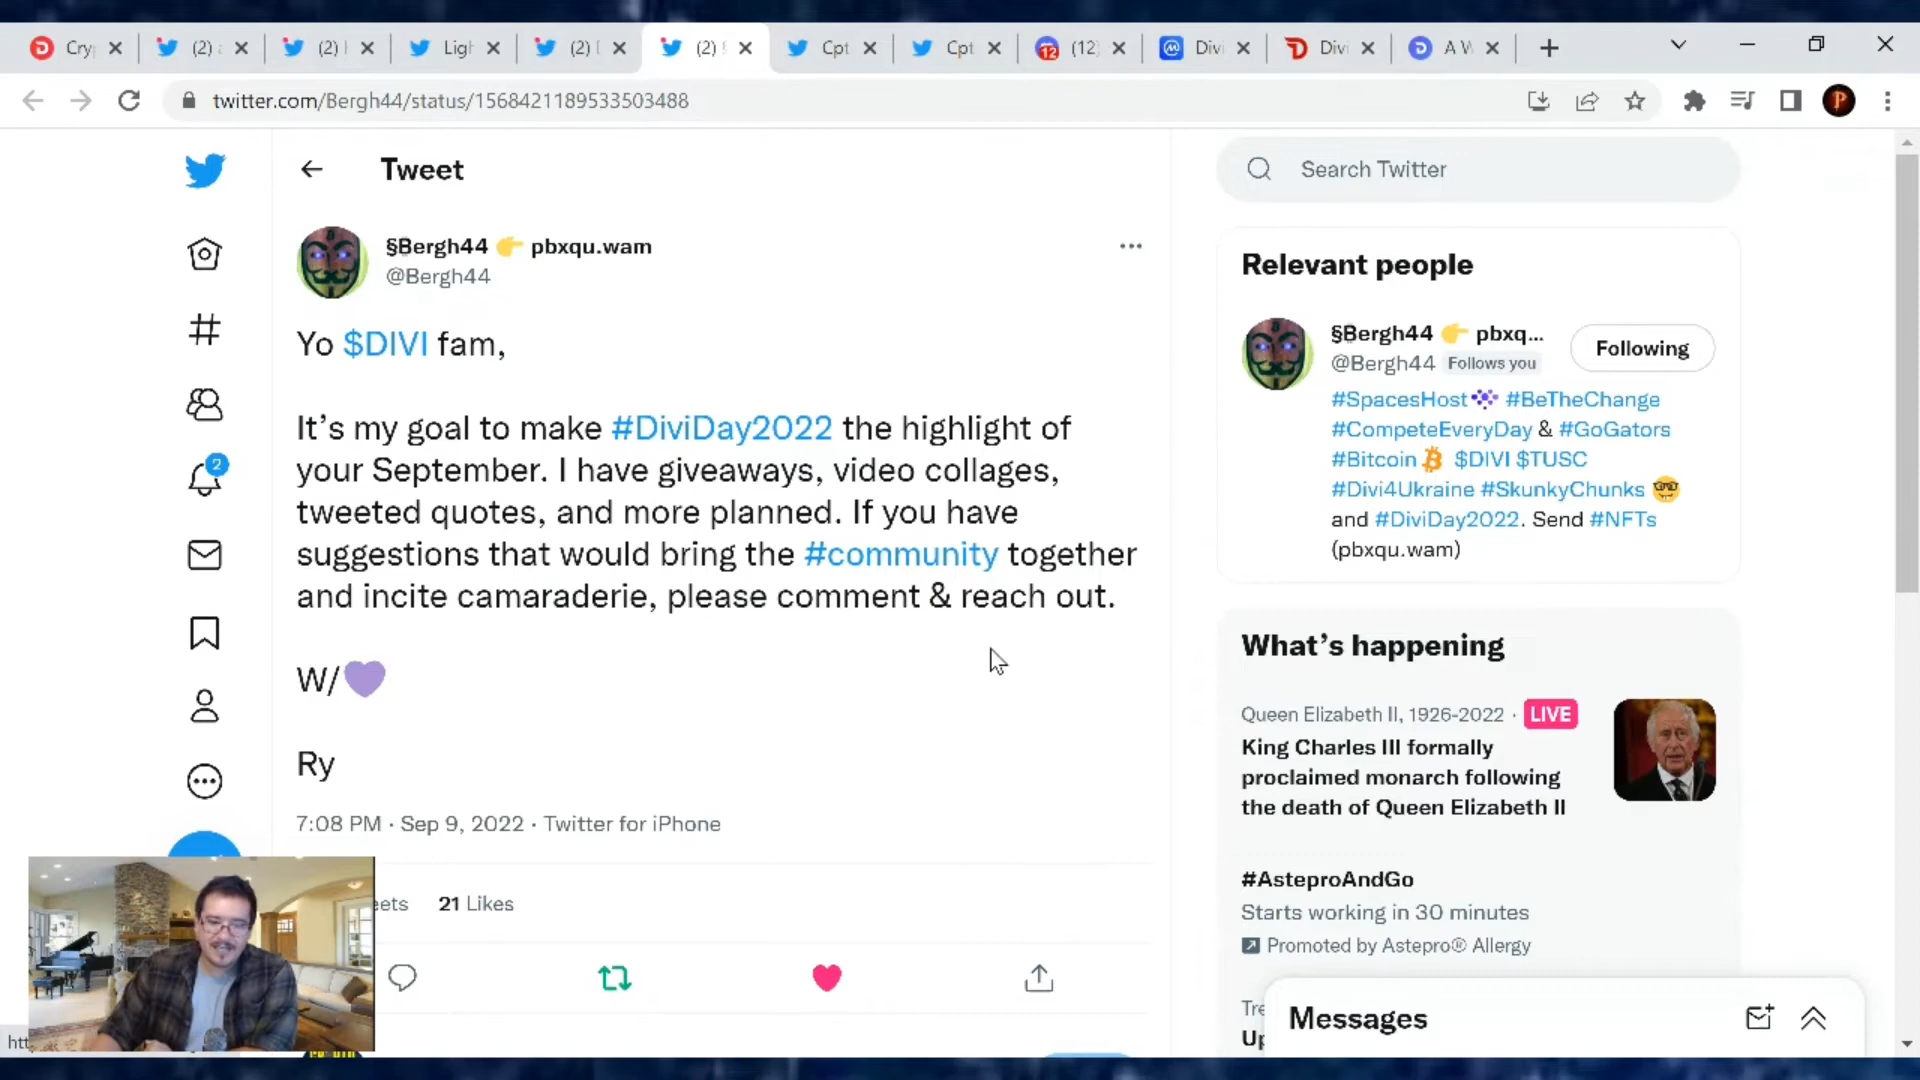 Cry
(2)
(2)
Ligh
(2)
(2)
Cpt
Cpt
(12)
Divi
Divi
A W
twitter.com/Bergh44/status/1568421189533503488
Tweet
Search Twitter
§Bergh44 👉 pbxqu.wam
@Bergh44
Yo $DIVI fam,
It's my goal to make #DiviDay2022 the highlight of
your September. I have giveaways, video collages,
tweeted quotes, and more planned. If you have
suggestions that would bring the #community together
and incite camaraderie, please comment & reach out.
W/💜
Ry
7:08 PM · Sep 9, 2022 · Twitter for iPhone
21 Likes
2
Relevant people
§Bergh44 👉 pbxq...
@Bergh44 Follows you
Following
#SpacesHost #BeTheChange
#CompeteEveryDay & #GoGators
#Bitcoin $DIVI $TUSC
#Divi4Ukraine #SkunkyChunks 🤓
and #DiviDay2022. Send #NFTs
(pbxqu.wam)
What's happening
Queen Elizabeth II, 1926-2022 · LIVE
King Charles III formally
proclaimed monarch following
the death of Queen Elizabeth II
#AsteproAndGo
Starts working in 30 minutes
Promoted by Astepro® Allergy
Messages